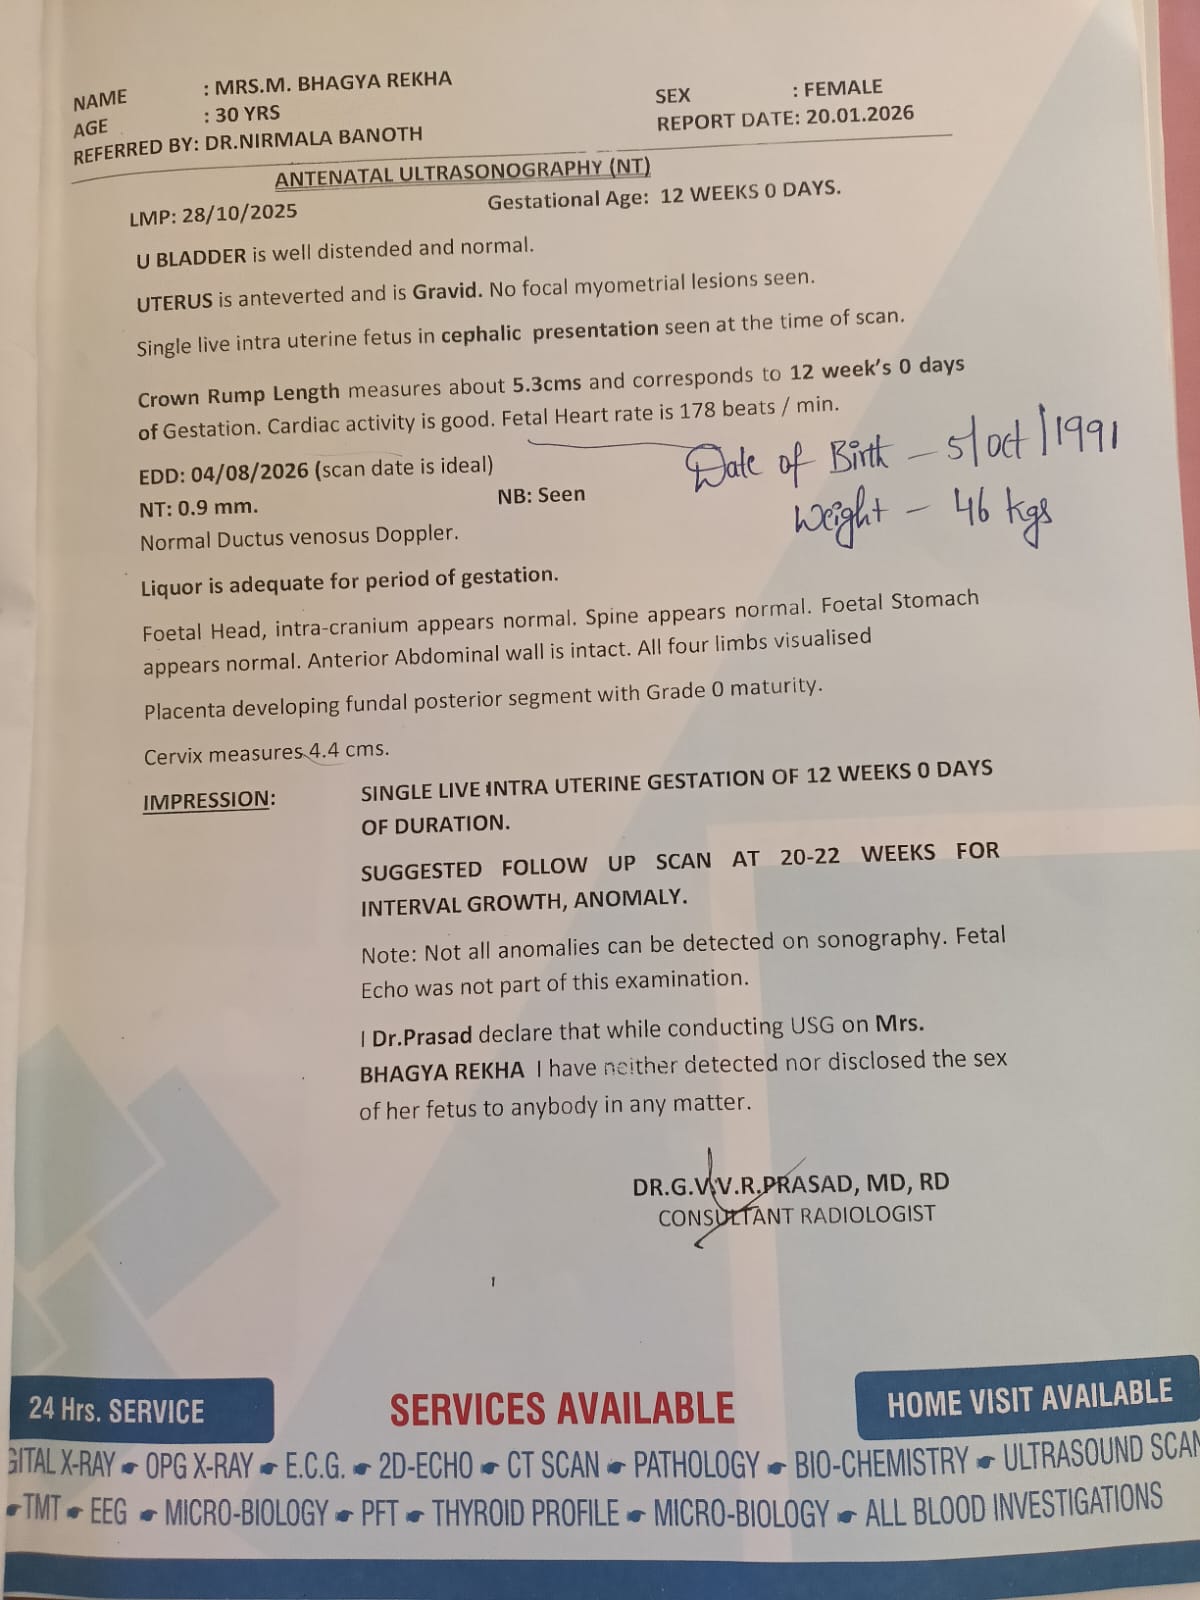 NAME : MRS.M. BHAGYA REKHA
SEX : FEMALE
AGE : 30 YRS
REPORT DATE: 20.01.2026
REFERRED BY: DR.NIRMALA BANOTH
ANTENATAL ULTRASONOGRAPHY (NT)
LMP: 28/10/2025 Gestational Age: 12 WEEKS 0 DAYS.
U BLADDER is well distended and normal.
UTERUS is anteverted and is Gravid. No focal myometrial lesions seen.
Single live intra uterine fetus in cephalic presentation seen at the time of scan.
Crown Rump Length measures about 5.3cms and corresponds to 12 week's 0 days
of Gestation. Cardiac activity is good. Fetal Heart rate is 178 beats / min.
Date of Birth - 5/oct/1991
Weight - 46 kgs
EDD: 04/08/2026 (scan date is ideal)
NT: 0.9 mm. NB: Seen
Normal Ductus venosus Doppler.
Liquor is adequate for period of gestation.
Foetal Head, intra-cranium appears normal. Spine appears normal. Foetal Stomach
appears normal. Anterior Abdominal wall is intact. All four limbs visualised
Placenta developing fundal posterior segment with Grade 0 maturity.
Cervix measures 4.4 cms.
IMPRESSION: SINGLE LIVE INTRA UTERINE GESTATION OF 12 WEEKS 0 DAYS
OF DURATION.
SUGGESTED FOLLOW UP SCAN AT 20-22 WEEKS FOR
INTERVAL GROWTH, ANOMALY.
Note: Not all anomalies can be detected on sonography. Fetal
Echo was not part of this examination.
I Dr.Prasad declare that while conducting USG on Mrs.
BHAGYA REKHA I have neither detected nor disclosed the sex
of her fetus to anybody in any matter.
DR.G.V.V.R.PRASAD, MD, RD
CONSULTANT RADIOLOGIST
24 Hrs. SERVICE
SERVICES AVAILABLE
HOME VISIT AVAILABLE
GITAL X-RAY OPG X-RAY E.C.G. 2D-ECHO CT SCAN PATHOLOGY BIO-CHEMISTRY ULTRASOUND SCAN
TMT EEG MICRO-BIOLOGY PFT THYROID PROFILE MICRO-BIOLOGY ALL BLOOD INVESTIGATIONS